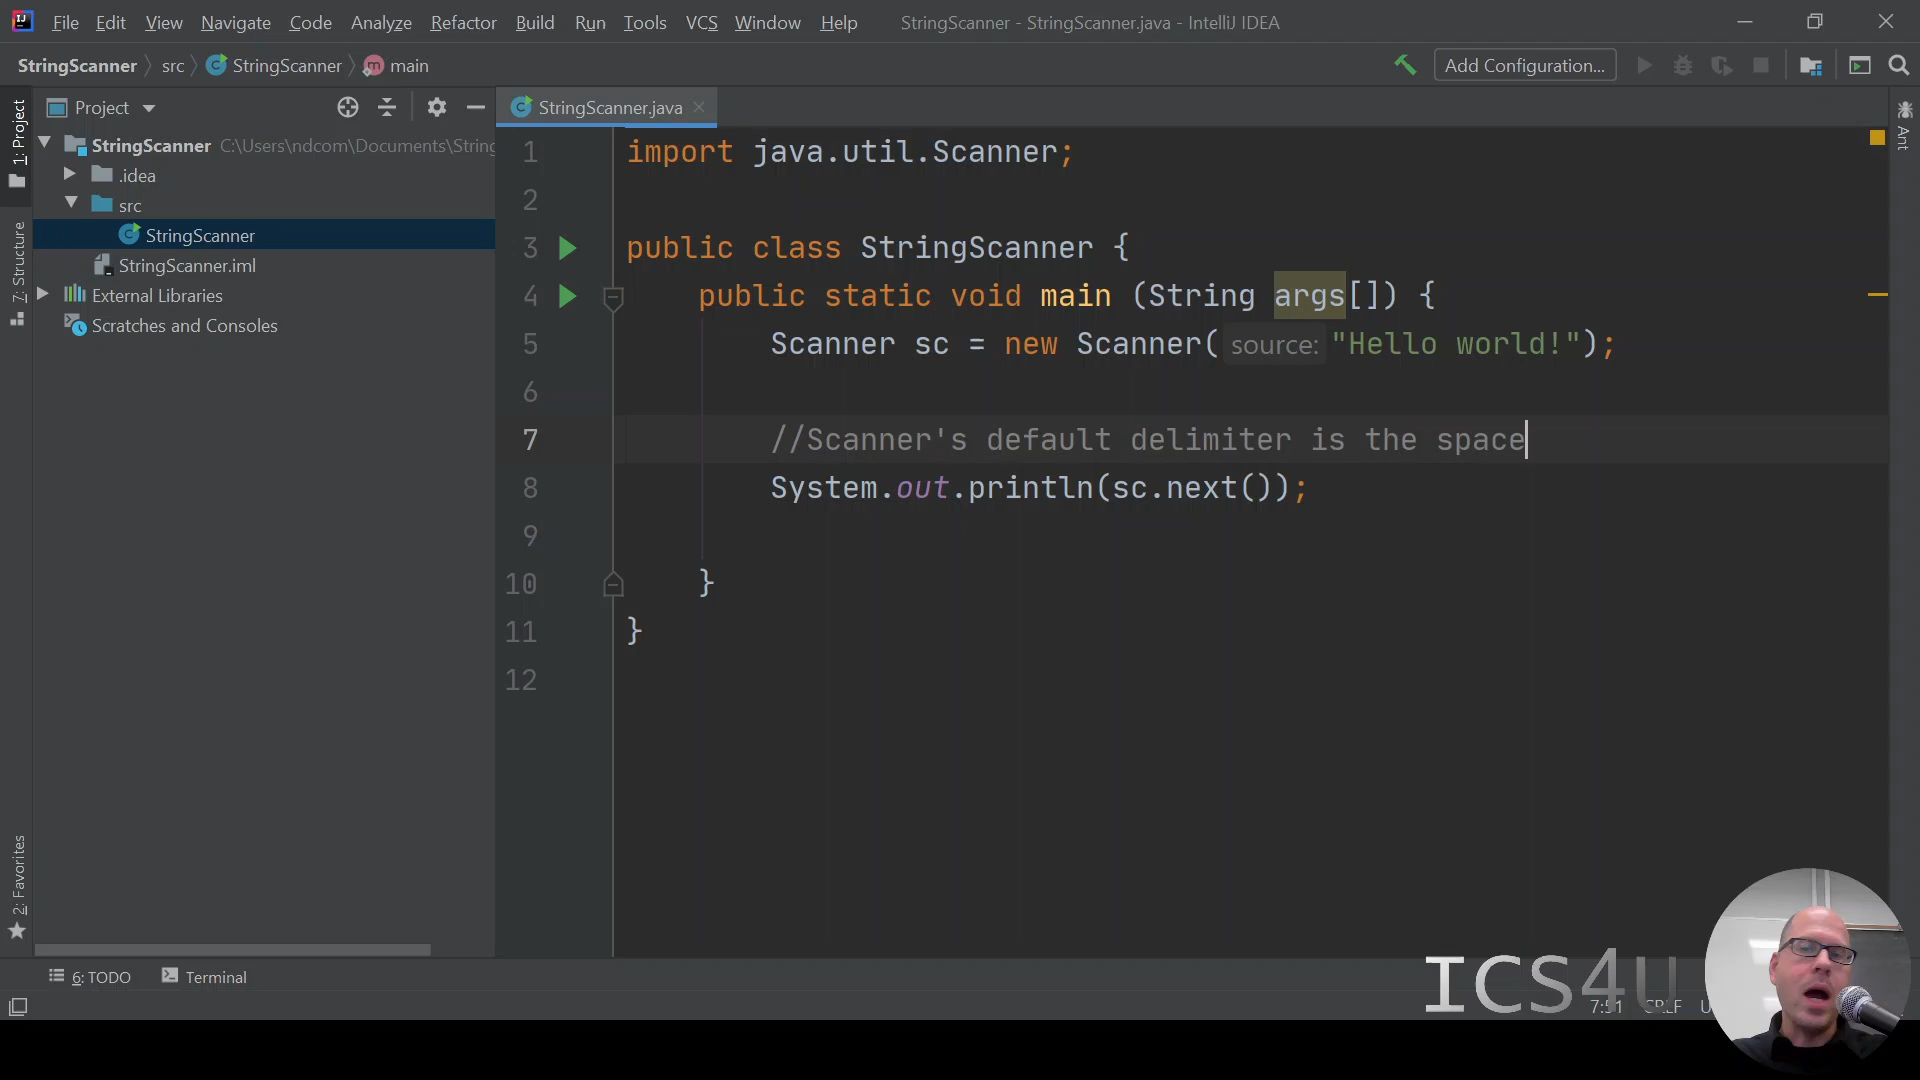 File Edit View Navigate Code Analyze Refactor Build Run Tools VCS Window Help StringScanner - StringScanner.java - IntelliJ IDEA
StringScanner src StringScanner main Add Configuration...
1: Project
Project
StringScanner.java
StringScanner C:\Users\ndcom\Documents\String
.idea
src
StringScanner
StringScanner.iml
External Libraries
Scratches and Consoles
7: Structure
2: Favorites
Ant
1 import java.util.Scanner;
2
3 public class StringScanner {
4 public static void main (String args[]) {
5 Scanner sc = new Scanner( source: "Hello world!");
6
7 //Scanner's default delimiter is the space
8 System.out.println(sc.next());
9
10 }
11 }
12
6: TODO Terminal
ICS4U
7:51 CRLF